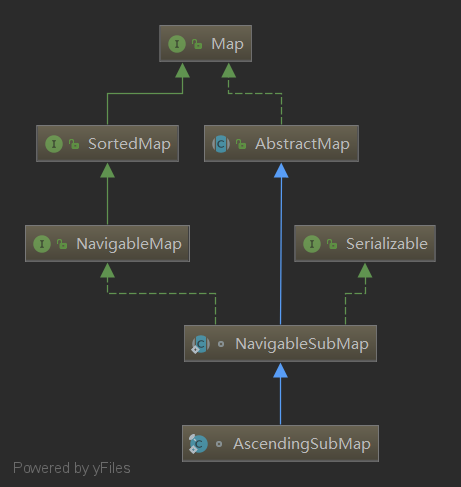 I Map
I SortedMap
C AbstractMap
I NavigableMap
I Serializable
C NavigableSubMap
C AscendingSubMap
Powered by yFiles